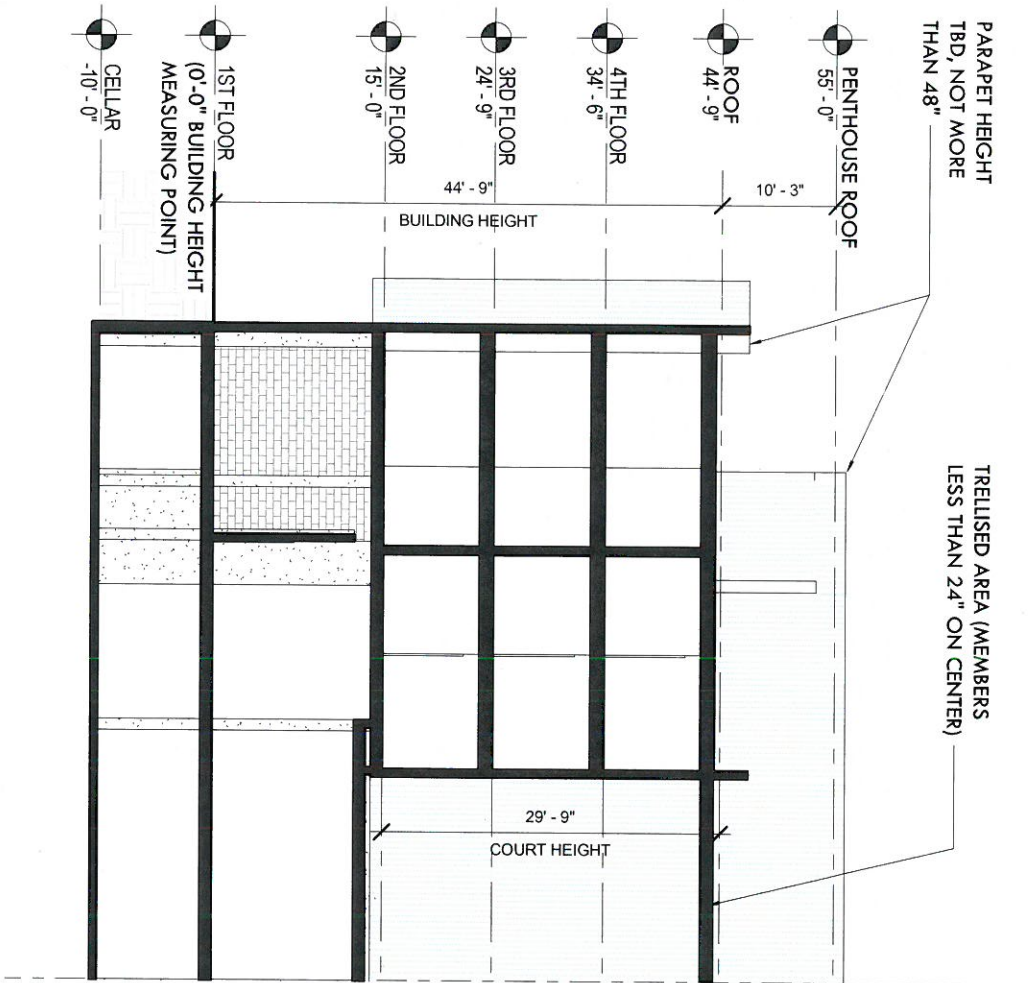 PARAPET HEIGHT
TBD, NOT MORE
THAN 48"
TRELLISED AREA (MEMBERS
LESS THAN 24" ON CENTER)
PENTHOUSE ROOF
55' - 0"
10' - 3"
ROOF
44' - 9"
4TH FLOOR
34' - 6"
3RD FLOOR
24' - 9"
2ND FLOOR
15' - 0"
44' - 9"
BUILDING HEIGHT
29' - 9"
COURT HEIGHT
1ST FLOOR
(0'-0" BUILDING HEIGHT
MEASURING POINT)
CELLAR
-10' - 0"